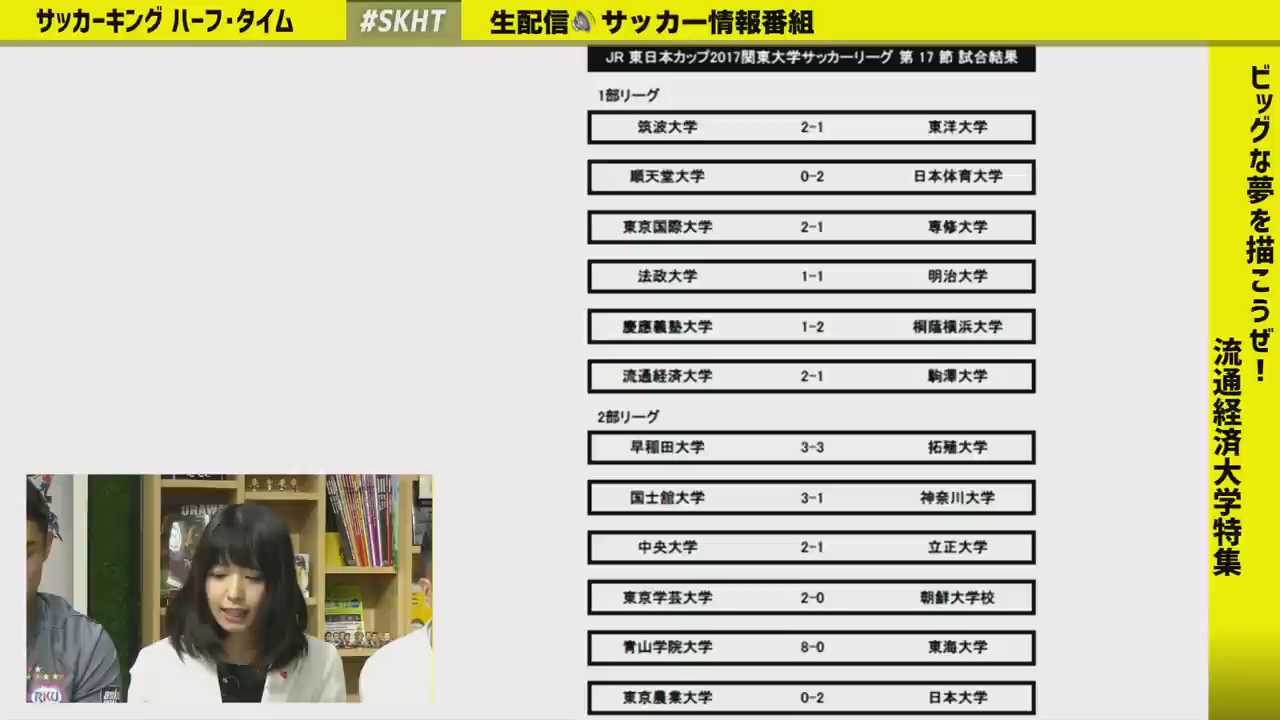 サッカーキング ハーフ・タイム
#SKHT
生配信 サッカー情報番組
JR 東日本カップ2017関東大学サッカーリーグ 第 17 節 試合結果
1部リーグ
筑波大学 2-1 東洋大学
順天堂大学 0-2 日本体育大学
東京国際大学 2-1 専修大学
法政大学 1-1 明治大学
慶應義塾大学 1-2 桐蔭横浜大学
流通経済大学 2-1 駒澤大学
2部リーグ
早稲田大学 3-3 拓殖大学
国士舘大学 3-1 神奈川大学
中央大学 2-1 立正大学
東京学芸大学 2-0 朝鮮大学校
青山学院大学 8-0 東海大学
東京農業大学 0-2 日本大学
ビッグな夢を描こうぜ!
流通経済大学特集
URAWA
RKU